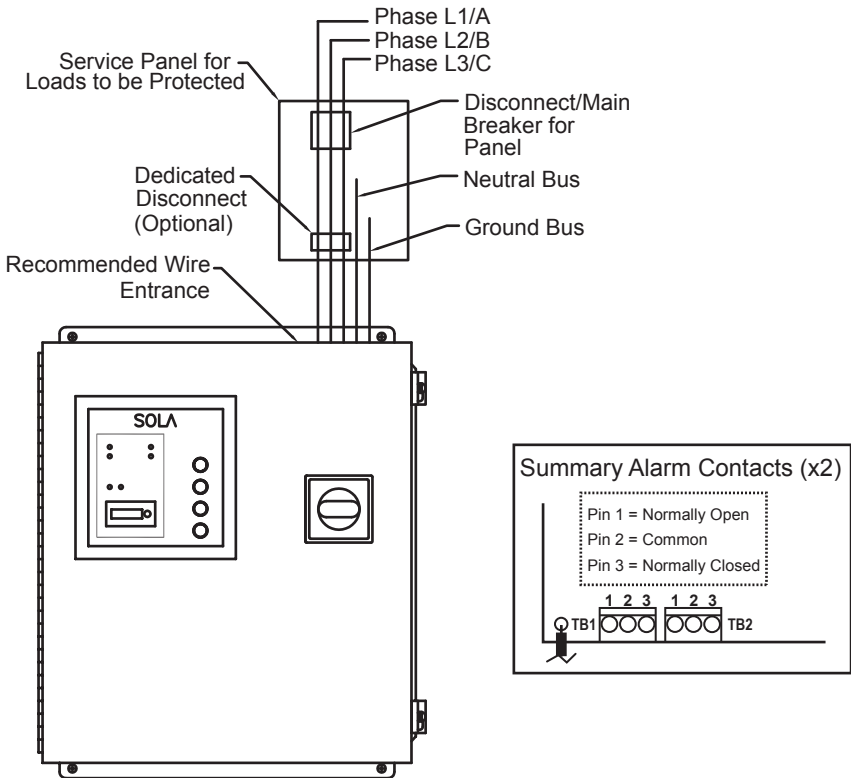 Phase L1/A
Phase L2/B
Phase L3/C
Service Panel for
Loads to be Protected
Disconnect/Main
Breaker for
Panel
Dedicated
Disconnect
(Optional)
Neutral Bus
Ground Bus
Recommended Wire
Entrance
SOLA
Summary Alarm Contacts (x2)
Pin 1 = Normally Open
Pin 2 = Common
Pin 3 = Normally Closed
1 2 3 1 2 3
TB1 TB2